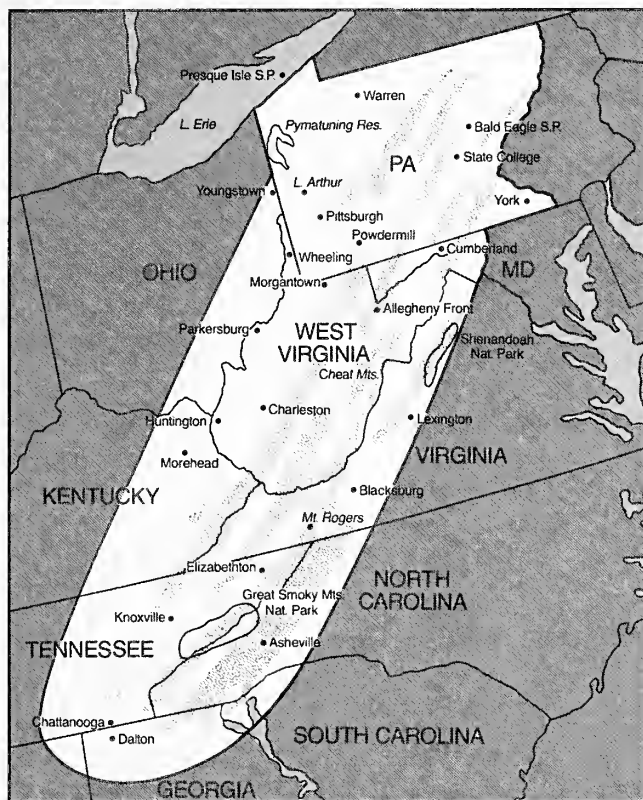 Presque Isle S.P.
Warren
L. Erie
Pymatuning Res.
Bald Eagle S.P.
State College
PA
Youngstown
L. Arthur
York
Pittsburgh
Powdermill
Cumberland
Wheeling
OHIO
MD
Morgantown
Allegheny Front
Parkersburg
WEST
VIRGINIA
Shenandoah
Nat. Park
Cheat Mts.
Charleston
Huntington
Lexington
Morehead
VIRGINIA
KENTUCKY
Blacksburg
Mt. Rogers
Elizabethton
NORTH
CAROLINA
Great Smoky Mts.
Nat. Park
Knoxville
TENNESSEE
Asheville
Chattanooga
Dalton
SOUTH CAROLINA
GEORGIA